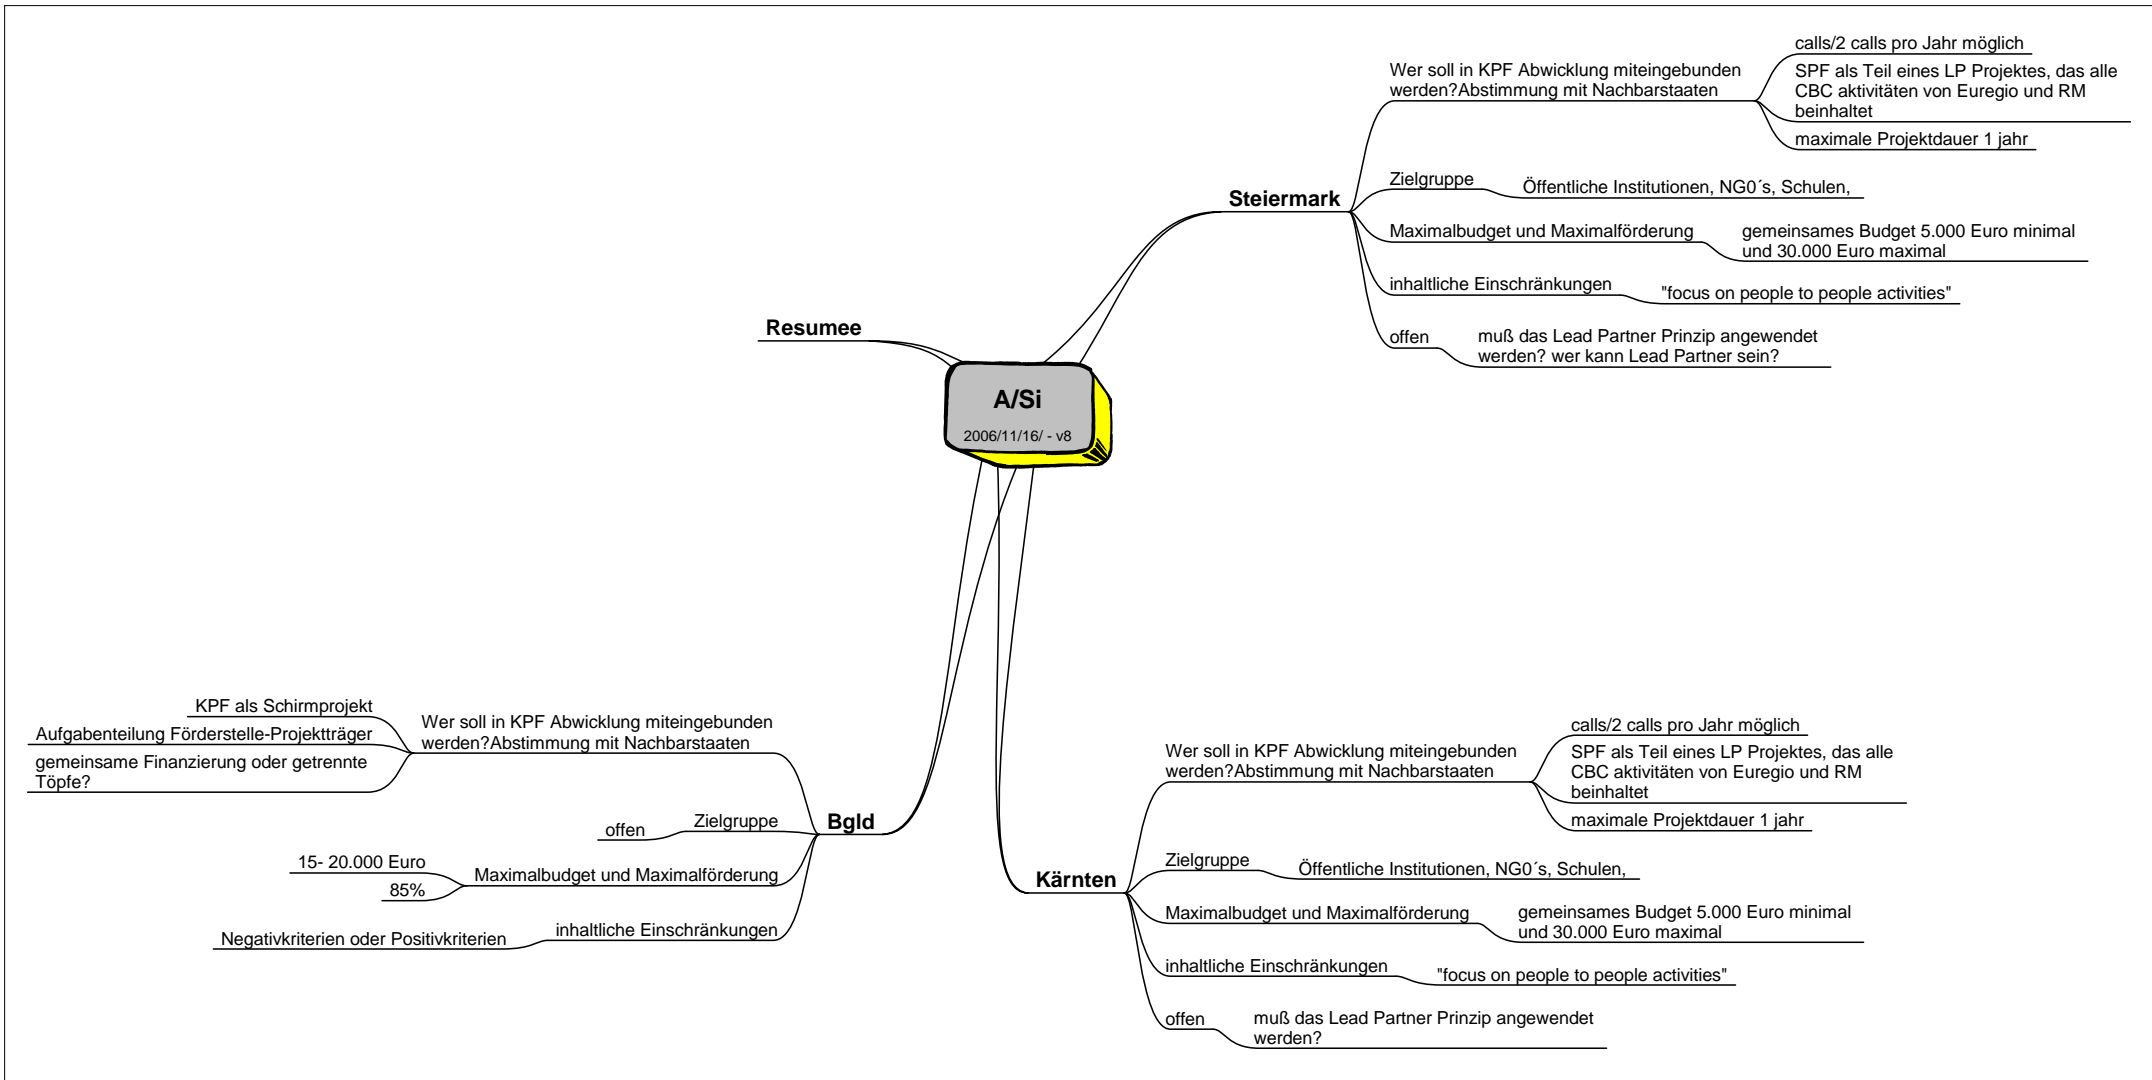 A/Si
2006/11/16/ - v8
Steiermark
Wer soll in KPF Abwicklung miteingebunden
werden?Abstimmung mit Nachbarstaaten
calls/2 calls pro Jahr möglich
SPF als Teil eines LP Projektes, das alle
CBC aktivitäten von Euregio und RM
beinhaltet
maximale Projektdauer 1 jahr
Zielgruppe
Öffentliche Institutionen, NG0´s, Schulen,
Maximalbudget und Maximalförderung
gemeinsames Budget 5.000 Euro minimal
und 30.000 Euro maximal
inhaltliche Einschränkungen
"focus on people to people activities"
offen
muß das Lead Partner Prinzip angewendet
werden? wer kann Lead Partner sein?
Kärnten
Wer soll in KPF Abwicklung miteingebunden
werden?Abstimmung mit Nachbarstaaten
calls/2 calls pro Jahr möglich
SPF als Teil eines LP Projektes, das alle
CBC aktivitäten von Euregio und RM
beinhaltet
maximale Projektdauer 1 jahr
Zielgruppe
Öffentliche Institutionen, NG0´s, Schulen,
Maximalbudget und Maximalförderung
gemeinsames Budget 5.000 Euro minimal
und 30.000 Euro maximal
inhaltliche Einschränkungen
"focus on people to people activities"
offen
muß das Lead Partner Prinzip angewendet
werden?
Bgld
Wer soll in KPF Abwicklung miteingebunden
werden?Abstimmung mit Nachbarstaaten
KPF als Schirmprojekt
Aufgabenteilung Förderstelle-Projektträger
gemeinsame Finanzierung oder getrennte
Töpfe?
Zielgruppe
offen
Maximalbudget und Maximalförderung
15- 20.000 Euro
85%
inhaltliche Einschränkungen
Negativkriterien oder Positivkriterien
Resumee